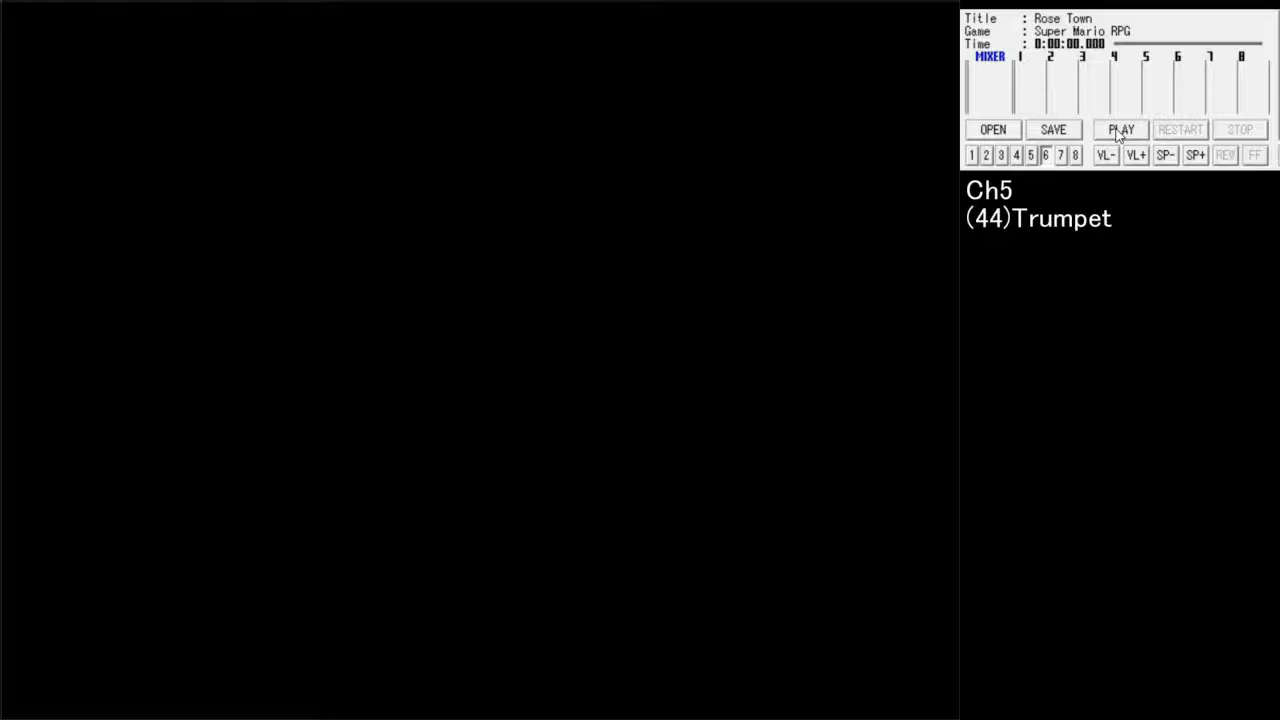 Title : Rose Town
Game : Super Mario RPG
Time : 0:00:00.000
MIXER 1 2 3 4 5 6 7 8
OPEN SAVE PLAY RESTART STOP
1 2 3 4 5 6 7 8 VL- VL+ SP- SP+ REW FF
Ch5
(44)Trumpet